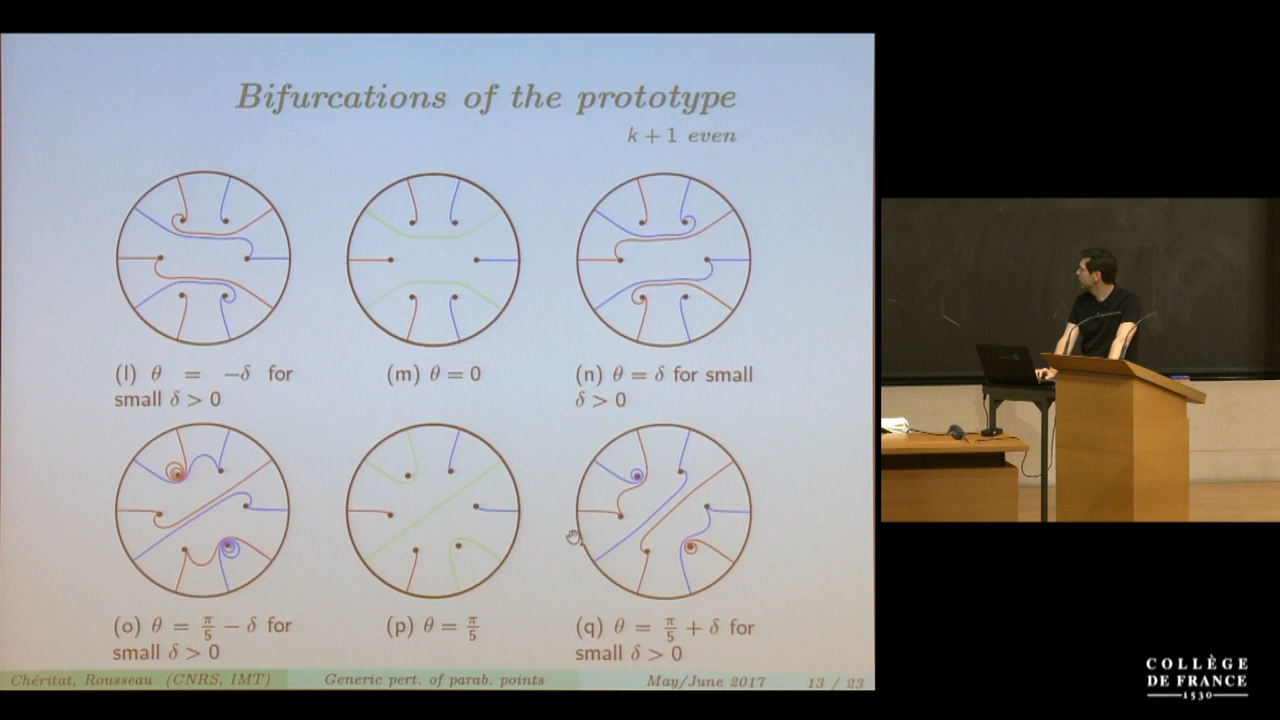 Bifurcations of the prototype
k + 1 even
(l) θ = −δ for
small δ > 0
(m) θ = 0
(n) θ = δ for small
δ > 0
(o) θ = π/5 − δ for
small δ > 0
(p) θ = π/5
(q) θ = π/5 + δ for
small δ > 0
Chéritat, Rousseau (CNRS, IMT) Generic pert. of parab. points May/June 2017 13 / 23
COLLÈGE
DE FRANCE
1530